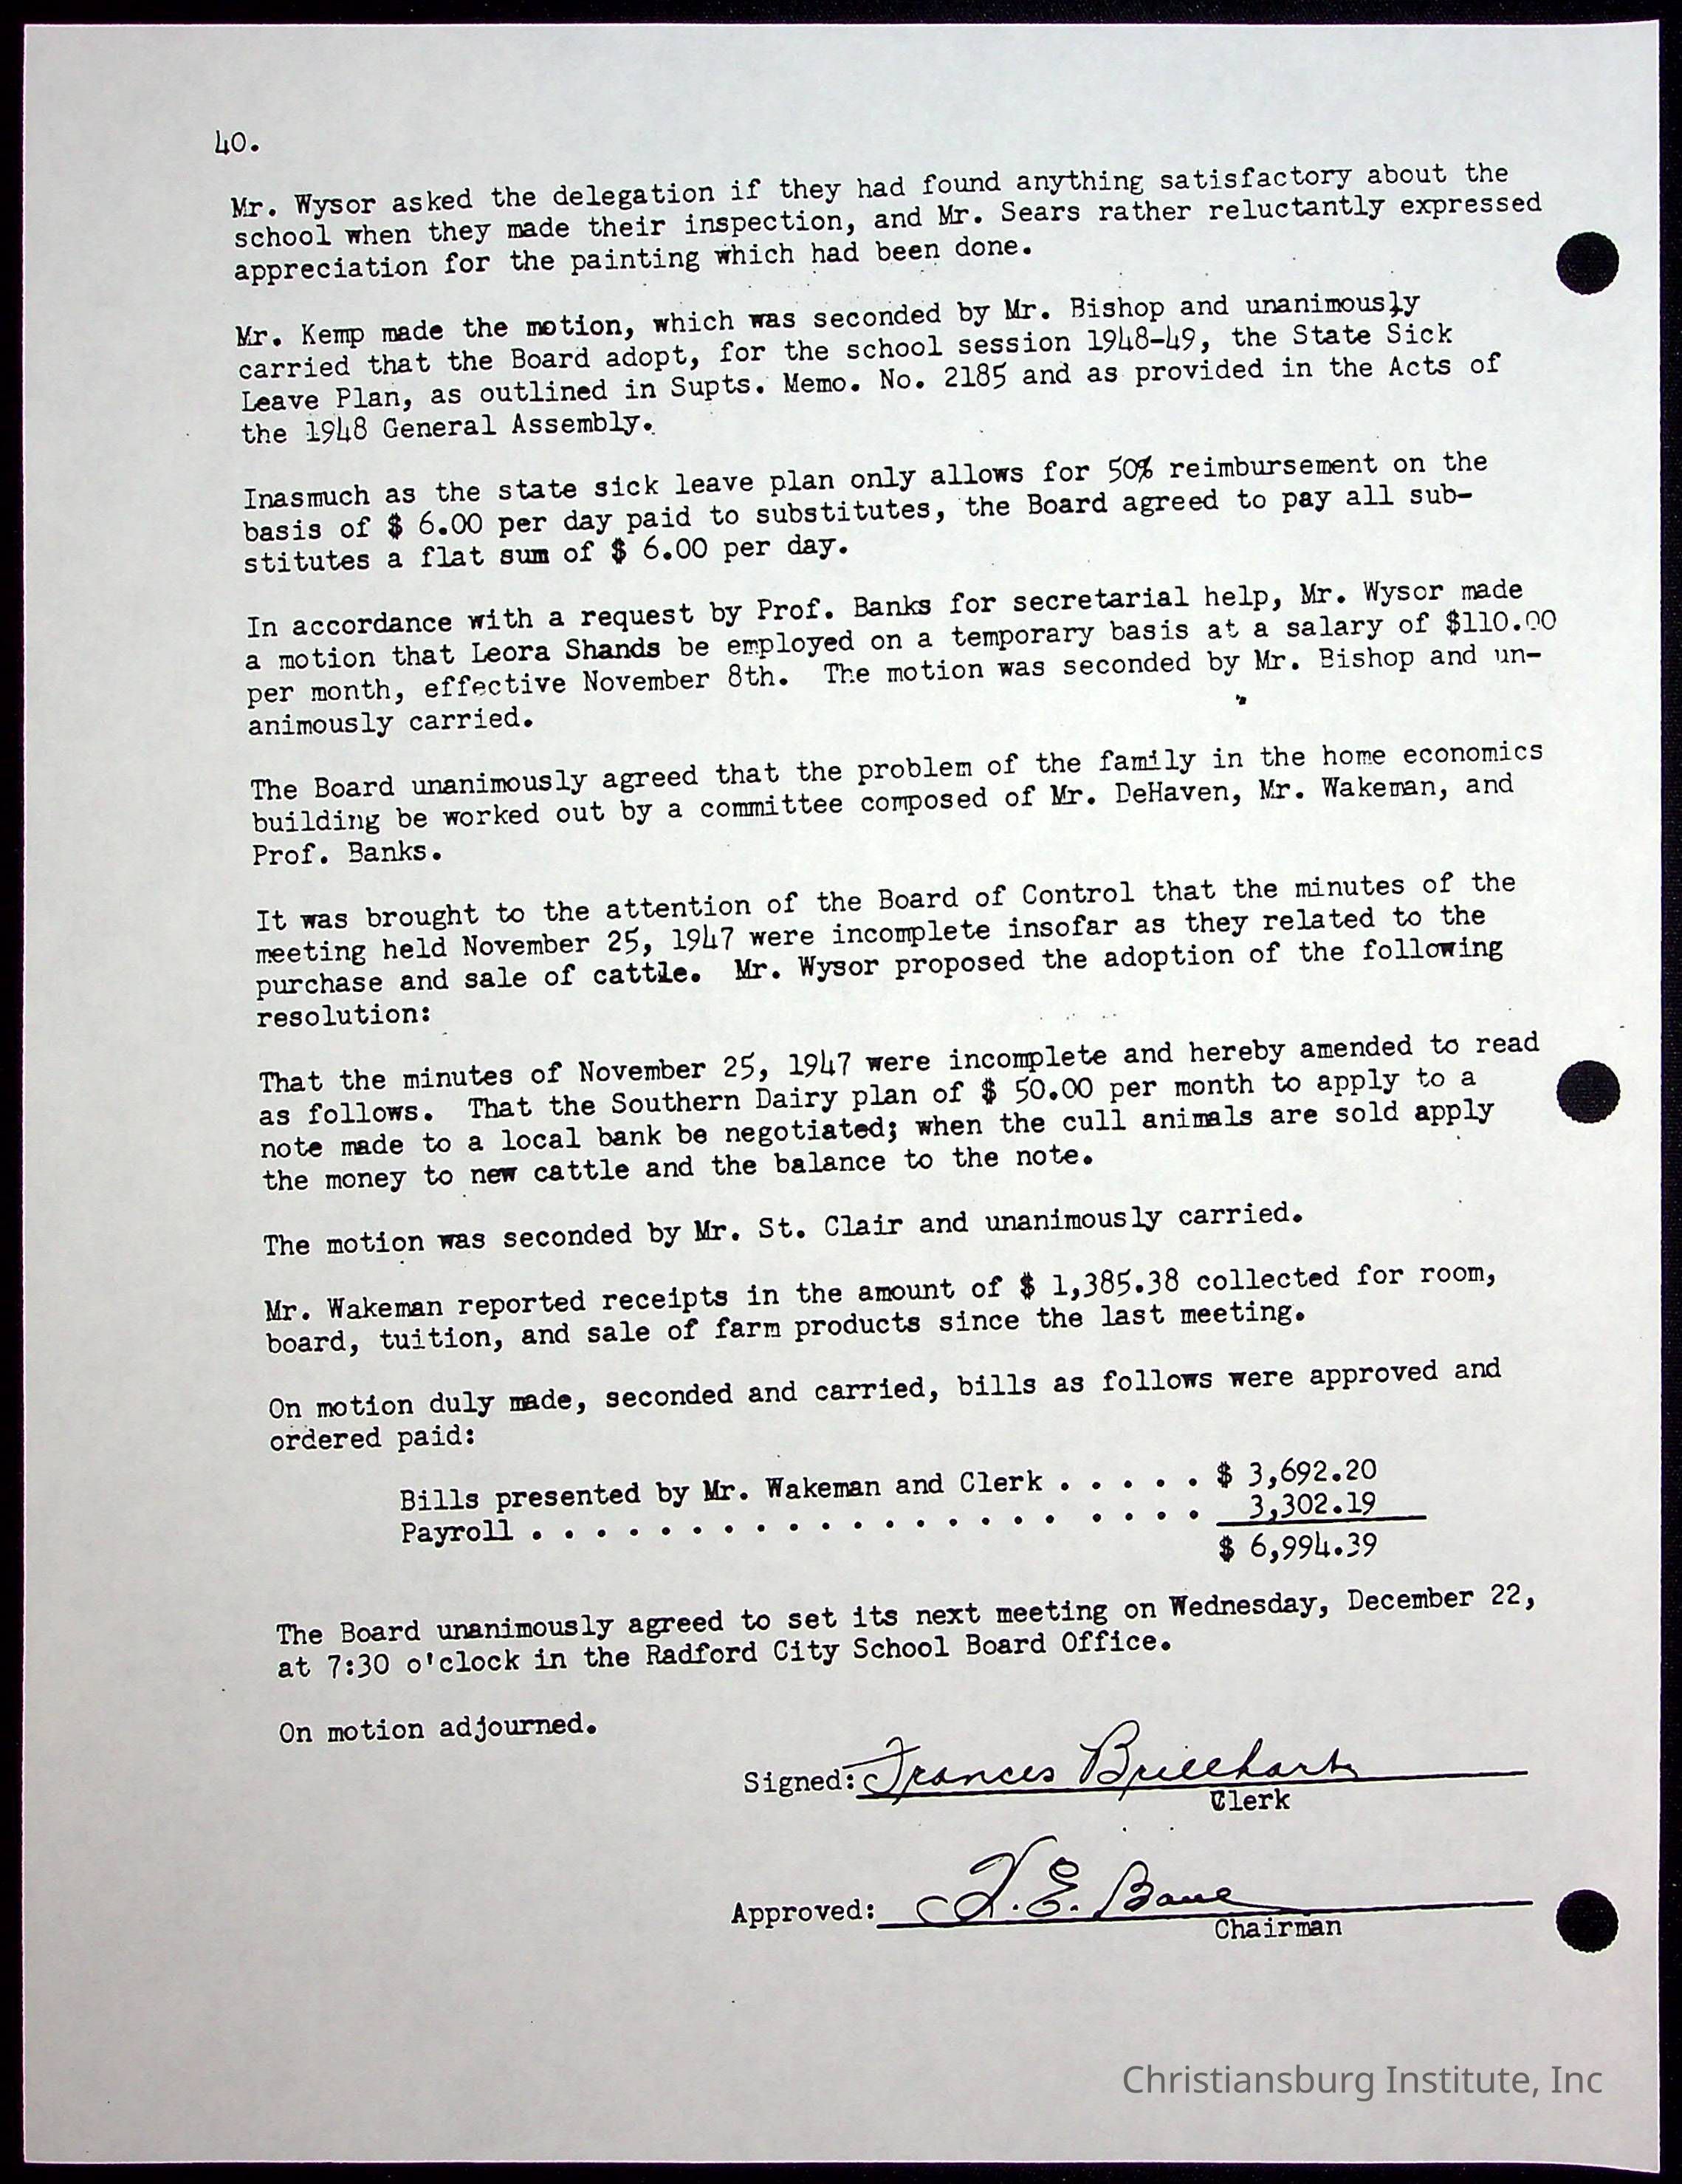 40.
Mr. Wysor asked the delegation if they had found anything satisfactory about the
school when they made their inspection, and Mr. Sears rather reluctantly expressed
appreciation for the painting which had been done.
Mr. Kemp made the motion, which was seconded by Mr. Bishop and unanimously
carried that the Board adopt, for the school session 1948-49, the State Sick
Leave Plan, as outlined in Supts. Memo. No. 2185 and as provided in the Acts of
the 1948 General Assembly.
Inasmuch as the state sick leave plan only allows for 50% reimbursement on the
basis of $ 6.00 per day paid to substitutes, the Board agreed to pay all sub-
stitutes a flat sum of $ 6.00 per day.
In accordance with a request by Prof. Banks for secretarial help, Mr. Wysor made
a motion that Leora Shands be employed on a temporary basis at a salary of $110.00
per month, effective November 8th. The motion was seconded by Mr. Bishop and un-
animously carried.
The Board unanimously agreed that the problem of the family in the home economics
building be worked out by a committee composed of Mr. DeHaven, Mr. Wakeman, and
Prof. Banks.
It was brought to the attention of the Board of Control that the minutes of the
meeting held November 25, 1947 were incomplete insofar as they related to the
purchase and sale of cattle. Mr. Wysor proposed the adoption of the following
resolution:
That the minutes of November 25, 1947 were incomplete and hereby amended to read
as follows. That the Southern Dairy plan of $ 50.00 per month to apply to a
note made to a local bank be negotiated; when the cull animals are sold apply
the money to new cattle and the balance to the note.
The motion was seconded by Mr. St. Clair and unanimously carried.
Mr. Wakeman reported receipts in the amount of $ 1,385.38 collected for room,
board, tuition, and sale of farm products since the last meeting.
On motion duly made, seconded and carried, bills as follows were approved and
ordered paid:
Bills presented by Mr. Wakeman and Clerk . . . . . $ 3,692.20
Payroll . . . . . . . . . . . . . . . . . . . . . 3,302.19
$ 6,994.39
The Board unanimously agreed to set its next meeting on Wednesday, December 22,
at 7:30 o'clock in the Radford City School Board Office.
On motion adjourned.
Signed: Frances Brillhart
Clerk
Approved: H. E. Bane
Chairman
Christiansburg Institute, Inc